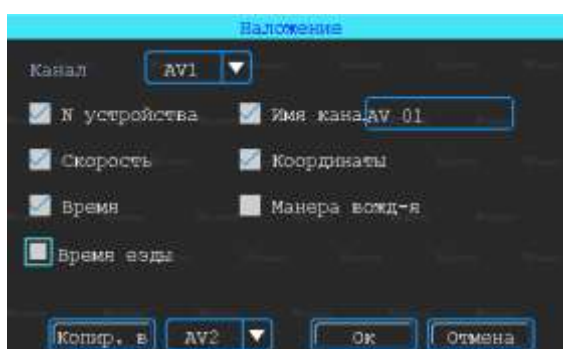 Наложение
Канал AV1
N устройства Имя кана AV 01
Скорость Координаты
Время Манера вожд-я
Время езды
Копир. в AV2 Ок Отмена